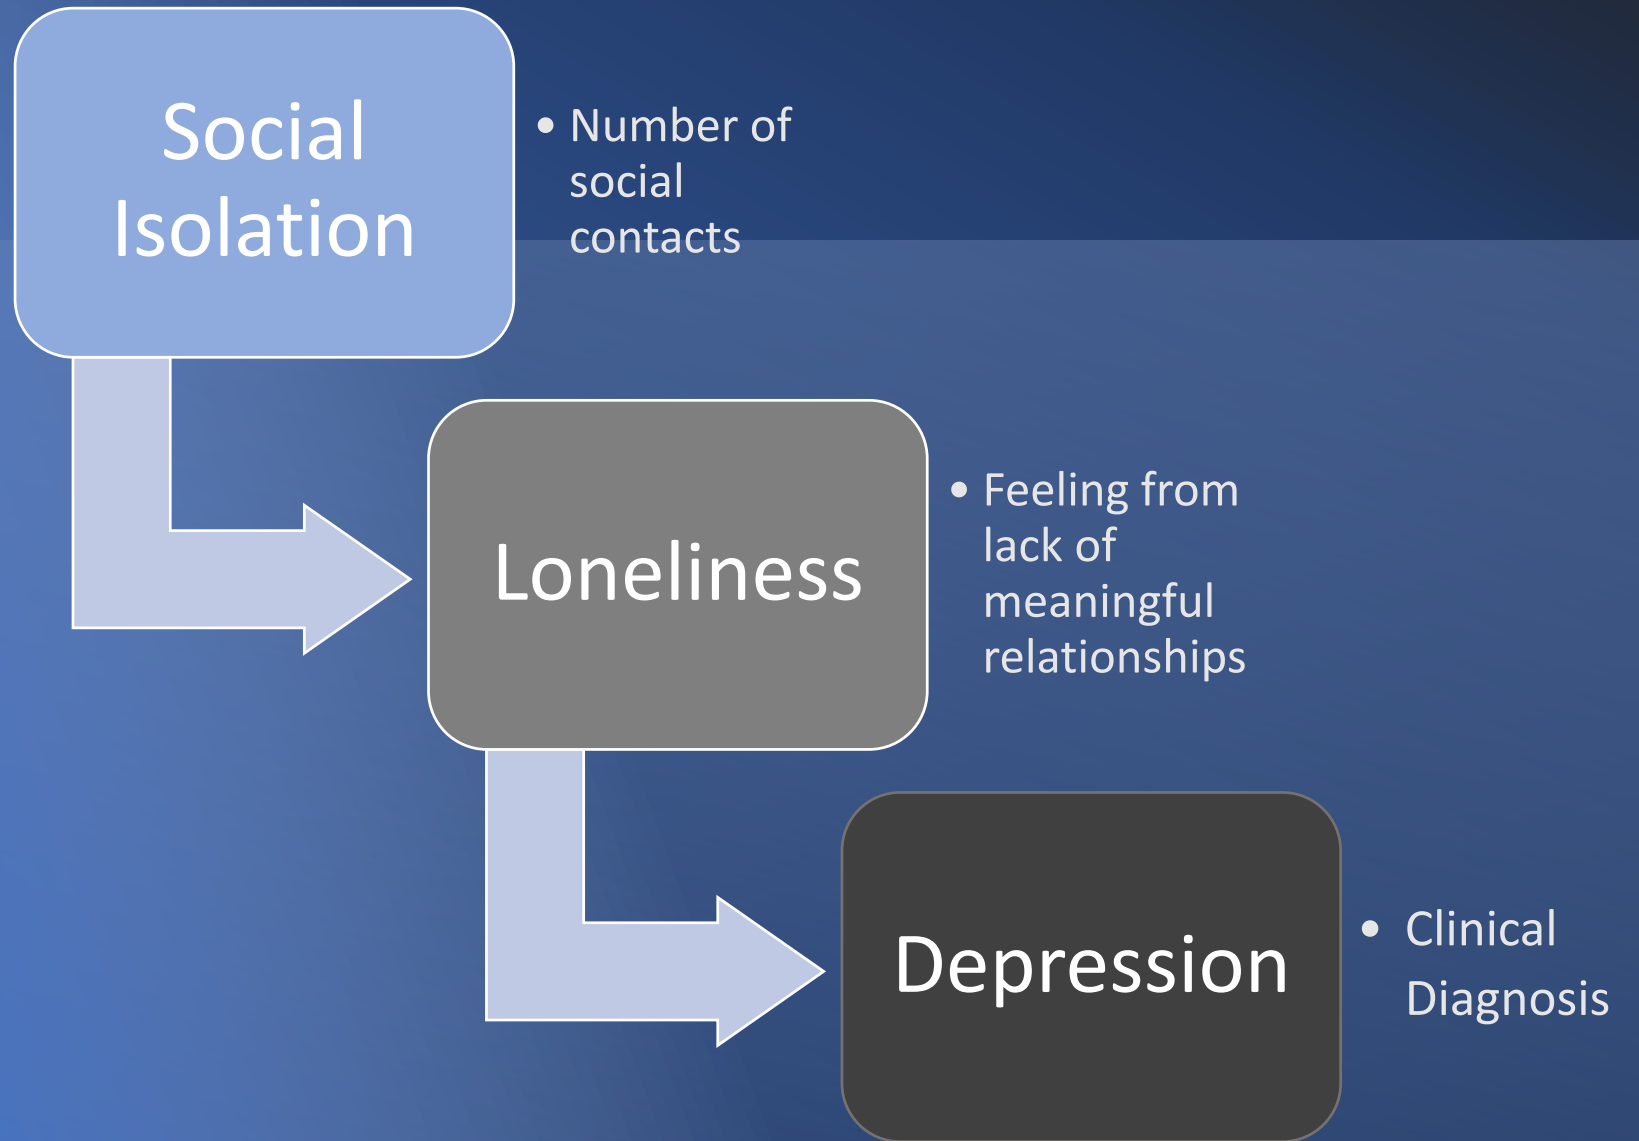 Social
Isolation
• Number of
social
contacts
Loneliness
• Feeling from
lack of
meaningful
relationships
Depression
• Clinical
Diagnosis